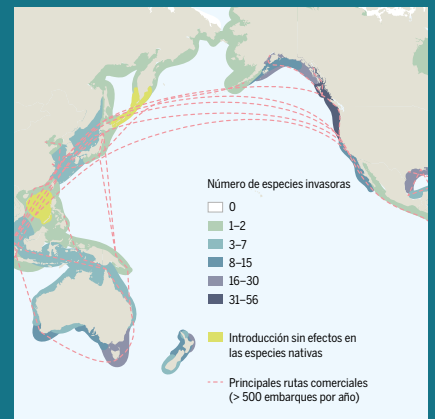 Número de especies invasoras
0
1–2
3–7
8–15
16–30
31–56
Introducción sin efectos en
las especies nativas
Principales rutas comerciales
(> 500 embarques por año)